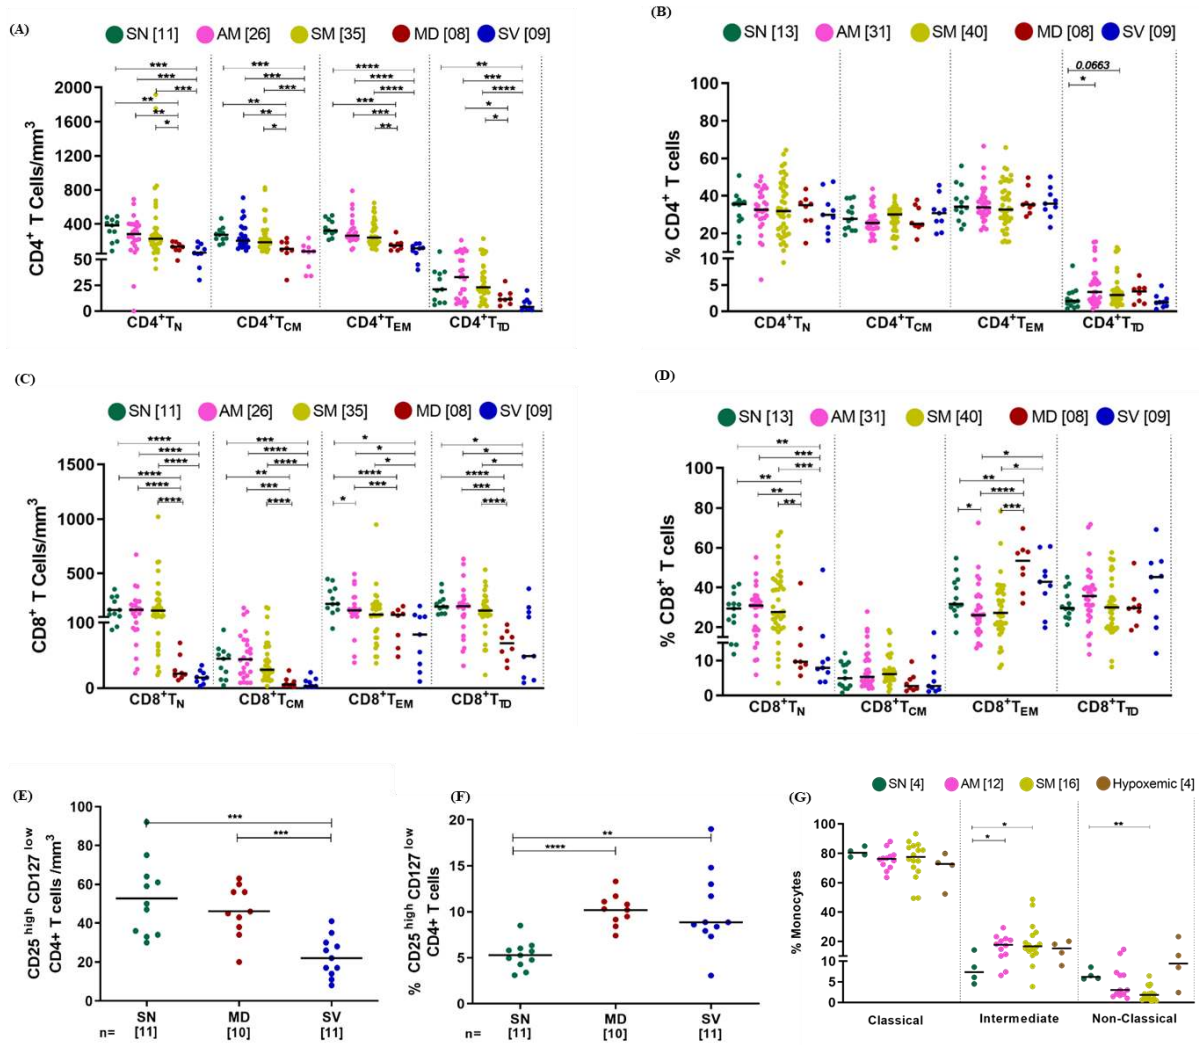 (A)
SN [11] AM [26] SM [35] MD [08] SV [09]
*** *** **** **
*** *** **** ***
*** *** **** ****
** ** *** *
** ** *** *
* * **
CD4+ T Cells/mm3
2000
1600
1200
800
400
50
25
0
CD4+TN CD4+TCM CD4+TEM CD4+TTD
(B)
SN [13] AM [31] SM [40] MD [08] SV [09]
0.0663
*
% CD4+ T cells
100
80
60
40
20
10
5
0
CD4+TN CD4+TCM CD4+TEM CD4+TTD
(C)
SN [11] AM [26] SM [35] MD [08] SV [09]
**** *** * *
**** **** * *
**** **** * *
**** ** **** ****
**** *** *** ***
**** **** * ****
CD8+ T Cells/mm3
1500
1000
500
100
0
CD8+TN CD8+TCM CD8+TEM CD8+TTD
(D)
SN [13] AM [31] SM [40] MD [08] SV [09]
** *
*** *
***
** **
** ****
** * ***
% CD8+ T cells
100
80
60
40
20
10
0
CD8+TN CD8+TCM CD8+TEM CD8+TTD
(E)
***
***
CD25 high CD127 low
CD4+ T cells /mm3
100
80
60
40
20
0
SN MD SV
n= [11] [10] [11]
(F)
**
****
% CD25 high CD127 low
CD4+ T cells
20
15
10
5
0
SN MD SV
n= [11] [10] [11]
(G)
SN [4] AM [12] SM [16] Hypoxemic [4]
* **
*
% Monocytes
100
80
60
40
20
10
5
0
Classical Intermediate Non-Classical